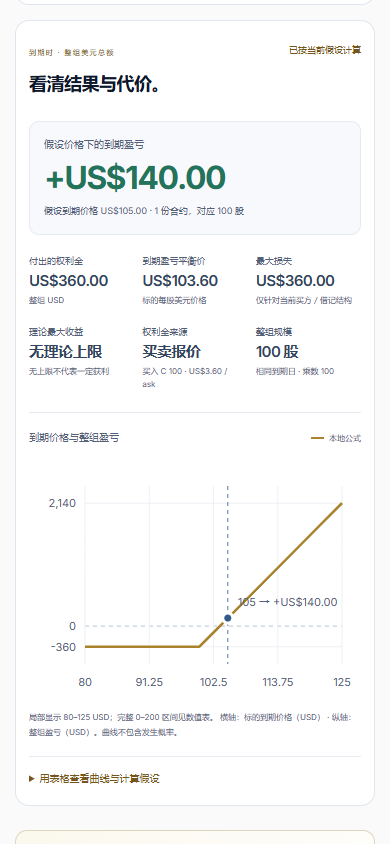 到期时 · 整组美元总额
已按当前假设计算
看清结果与代价。
假设价格下的到期盈亏
+US$140.00
假设到期价格 US$105.00 · 1 份合约，对应 100 股
付出的权利金
到期盈亏平衡价
最大损失
US$360.00
US$103.60
US$360.00
整组 USD
标的每股美元价格
仅针对当前买方 / 借记结构
理论最大收益
权利金来源
整组规模
无理论上限
买卖报价
100 股
无上限不代表一定获利
买入 C 100 · US$3.60 /
ask
相同到期日 · 乘数 100
到期价格与整组盈亏
本地公式
2,140
105 → +US$140.00
0
-360
80
91.25
102.5
113.75
125
局部显示 80–125 USD；完整 0–200 区间见数值表。 横轴：标的到期价格（USD）· 纵轴：
整组盈亏（USD）。曲线不包含发生概率。
▶ 用表格查看曲线与计算假设